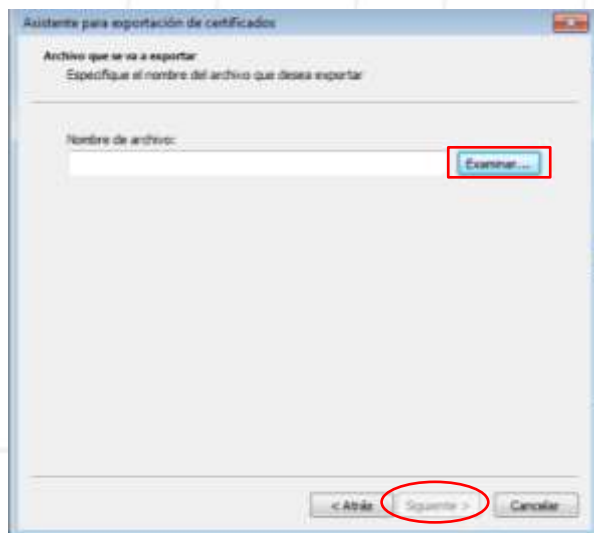 Asistente para exportación de certificados
Archivo que se va a exportar
Especifique el nombre del archivo que desea exportar
Nombre de archivo:
Examinar...
< Atrás
Siguiente >
Cancelar